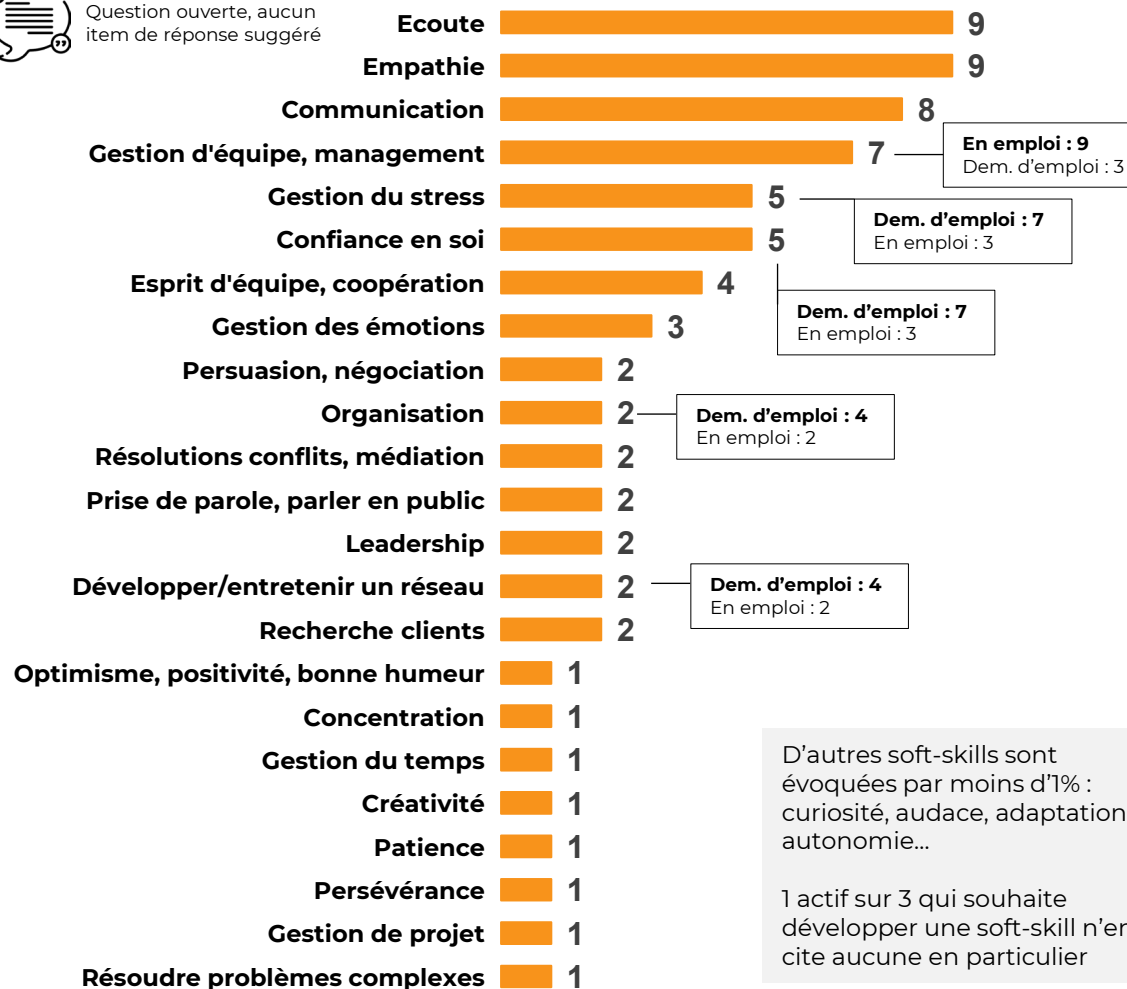 Question ouverte, aucun
item de réponse suggéré
Ecoute 9
Empathie 9
Communication 8
Gestion d'équipe, management 7
En emploi : 9
Dem. d'emploi : 3
Gestion du stress 5
Dem. d’emploi : 7
En emploi : 3
Confiance en soi 5
Dem. d’emploi : 7
En emploi : 3
Esprit d'équipe, coopération 4
Gestion des émotions 3
Persuasion, négociation 2
Organisation 2
Dem. d’emploi : 4
En emploi : 2
Résolutions conflits, médiation 2
Prise de parole, parler en public 2
Leadership 2
Développer/entretenir un réseau 2
Dem. d’emploi : 4
En emploi : 2
Recherche clients 2
Optimisme, positivité, bonne humeur 1
Concentration 1
Gestion du temps 1
Créativité 1
Patience 1
Persévérance 1
Gestion de projet 1
Résoudre problèmes complexes 1
D’autres soft-skills sont
évoquées par moins d’1% :
curiosité, audace, adaptation
autonomie…
1 actif sur 3 qui souhaite
développer une soft-skill n’en
cite aucune en particulier